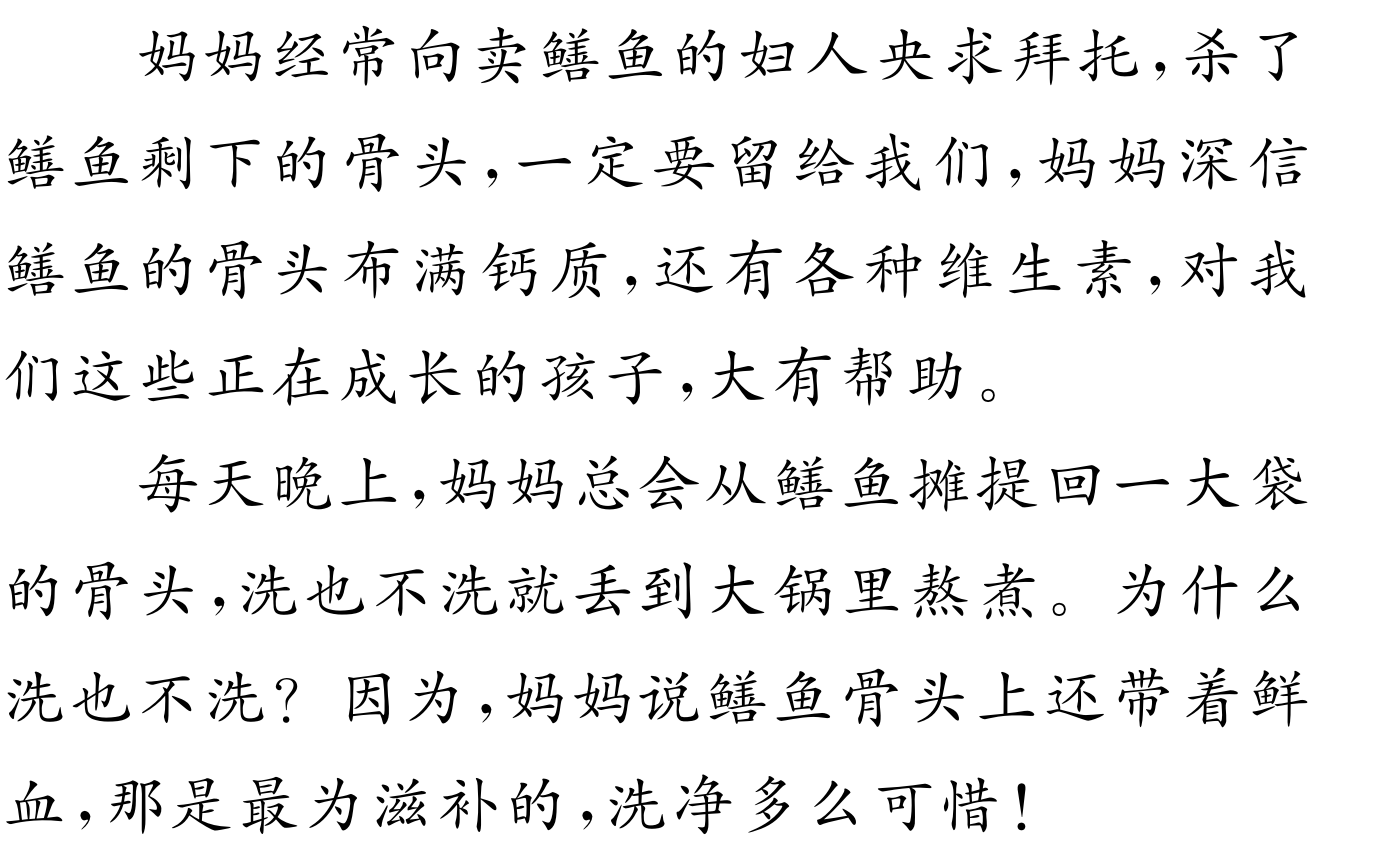 妈妈经常向卖鳝鱼的妇人央求拜托,杀了
鳝鱼剩下的骨头,一定要留给我们,妈妈深信
鳝鱼的骨头布满钙质,还有各种维生素,对我
们这些正在成长的孩子,大有帮助。
每天晚上,妈妈总会从鳝鱼摊提回一大袋
的骨头,洗也不洗就丢到大锅里熬煮。为什么
洗也不洗？因为,妈妈说鳝鱼骨头上还带着鲜
血,那是最为滋补的,洗净多么可惜！